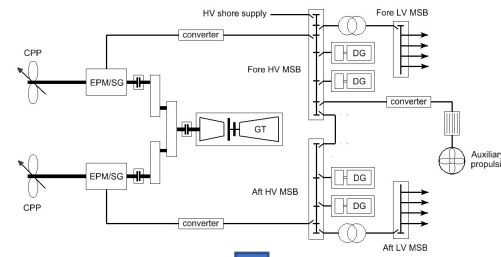 HV shore supply
Fore LV MSB
converter
CPP
DG
Fore HV MSB
EPM/SG
DG
converter
GT
Auxiliary
propulsi
EPM/SG
DG
Aft HV MSB
DG
CPP
converter
Aft LV MSB